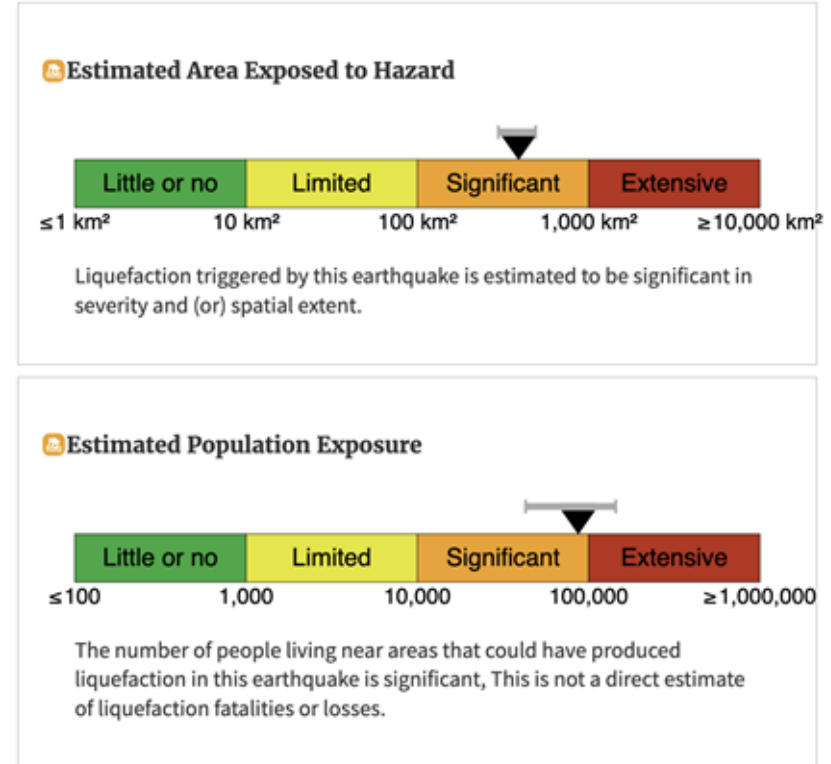 Estimated Area Exposed to Hazard
Little or no Limited Significant Extensive
≤1 km² 10 km² 100 km² 1,000 km² ≥10,000 km²
Liquefaction triggered by this earthquake is estimated to be significant in
severity and (or) spatial extent.
Estimated Population Exposure
Little or no Limited Significant Extensive
≤100 1,000 10,000 100,000 ≥1,000,000
The number of people living near areas that could have produced
liquefaction in this earthquake is significant, This is not a direct estimate
of liquefaction fatalities or losses.